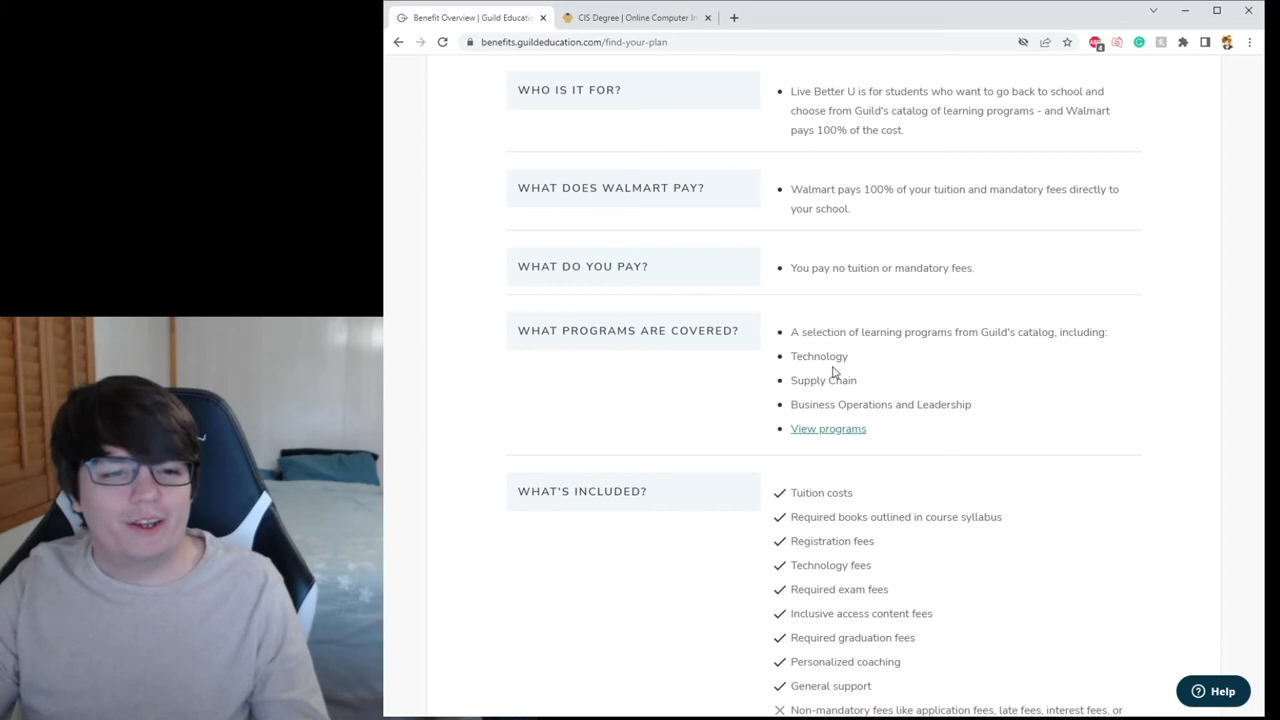 Benefit Overview | Guild Educatio
CIS Degree | Online Computer In
benefits.guildeducation.com/find-your-plan
WHO IS IT FOR?
Live Better U is for students who want to go back to school and
choose from Guild's catalog of learning programs - and Walmart
pays 100% of the cost.
WHAT DOES WALMART PAY?
Walmart pays 100% of your tuition and mandatory fees directly to
your school.
WHAT DO YOU PAY?
You pay no tuition or mandatory fees.
WHAT PROGRAMS ARE COVERED?
A selection of learning programs from Guild's catalog, including:
Technology
Supply Chain
Business Operations and Leadership
View programs
WHAT'S INCLUDED?
Tuition costs
Required books outlined in course syllabus
Registration fees
Technology fees
Required exam fees
Inclusive access content fees
Required graduation fees
Personalized coaching
General support
Non-mandatory fees like application fees, late fees, interest fees, or
Help